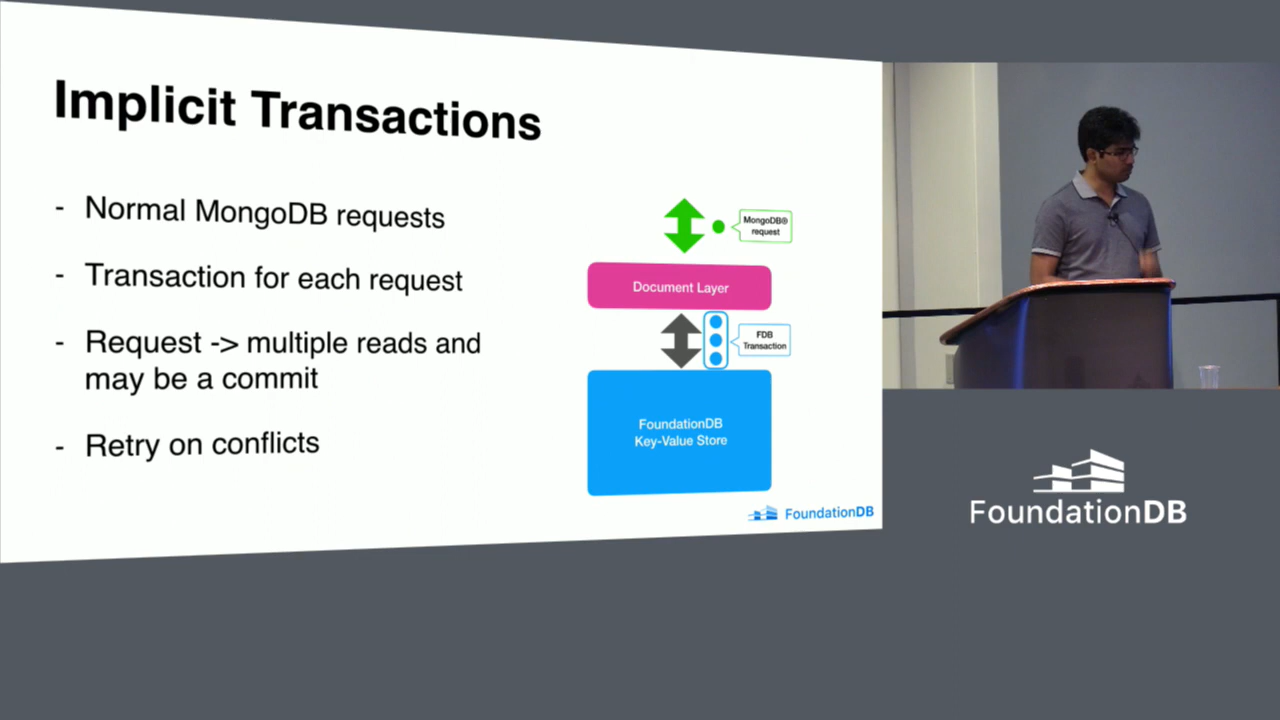 Implicit Transactions
- Normal MongoDB requests
- Transaction for each request
- Request -> multiple reads and
may be a commit
- Retry on conflicts
MongoDB®
request
Document Layer
FDB
Transaction
FoundationDB
Key-Value Store
FoundationDB
FoundationDB